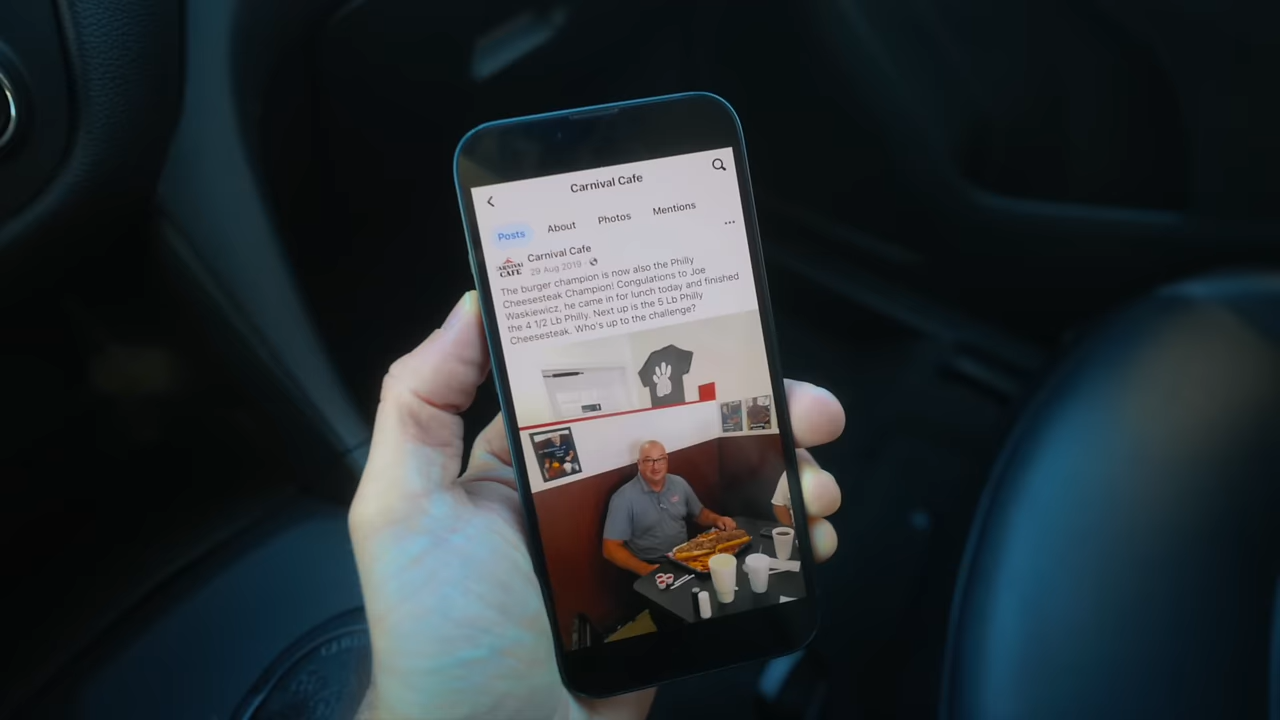 Carnival Cafe
Posts About Photos Mentions
Carnival Cafe
29 Aug 2019
The burger champion is now also the Philly
Cheesesteak Champion! Congulations to Joe
Waskiewicz, he came in for lunch today and finished
the 4 1/2 Lb Philly. Next up is the 5 Lb Philly
Cheesesteak. Who's up to the challenge?
CARNIVAL
CAFE